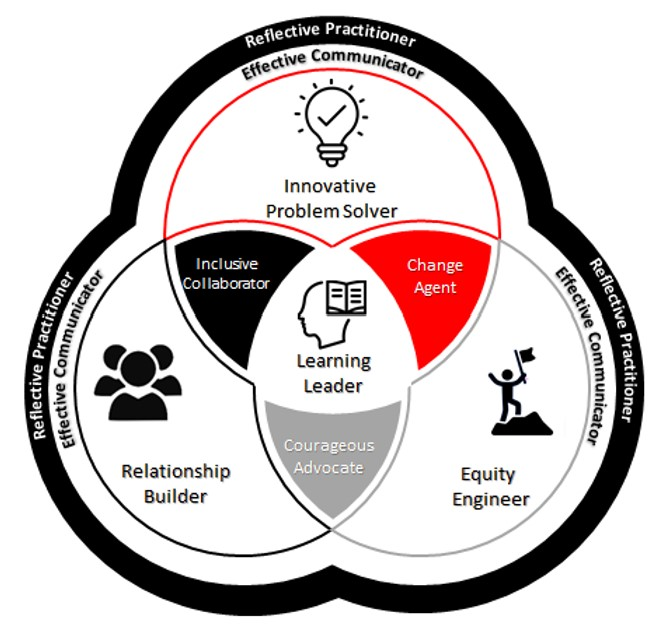 Reflective Practitioner
Effective Communicator
Innovative
Problem Solver
Inclusive
Collaborator
Change
Agent
Learning
Leader
Reflective Practitioner
Effective Communicator
Effective Communicator
Reflective Practitioner
Courageous
Advocate
Relationship
Builder
Equity
Engineer